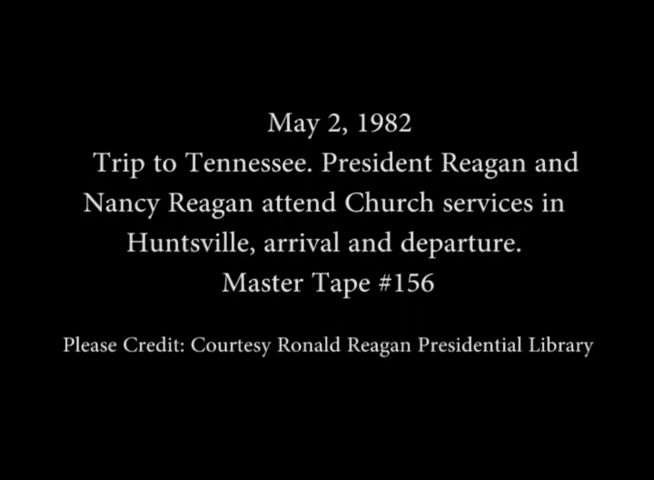 May 2, 1982
Trip to Tennessee. President Reagan and
Nancy Reagan attend Church services in
Huntsville, arrival and departure.
Master Tape #156
Please Credit: Courtesy Ronald Reagan Presidential Library